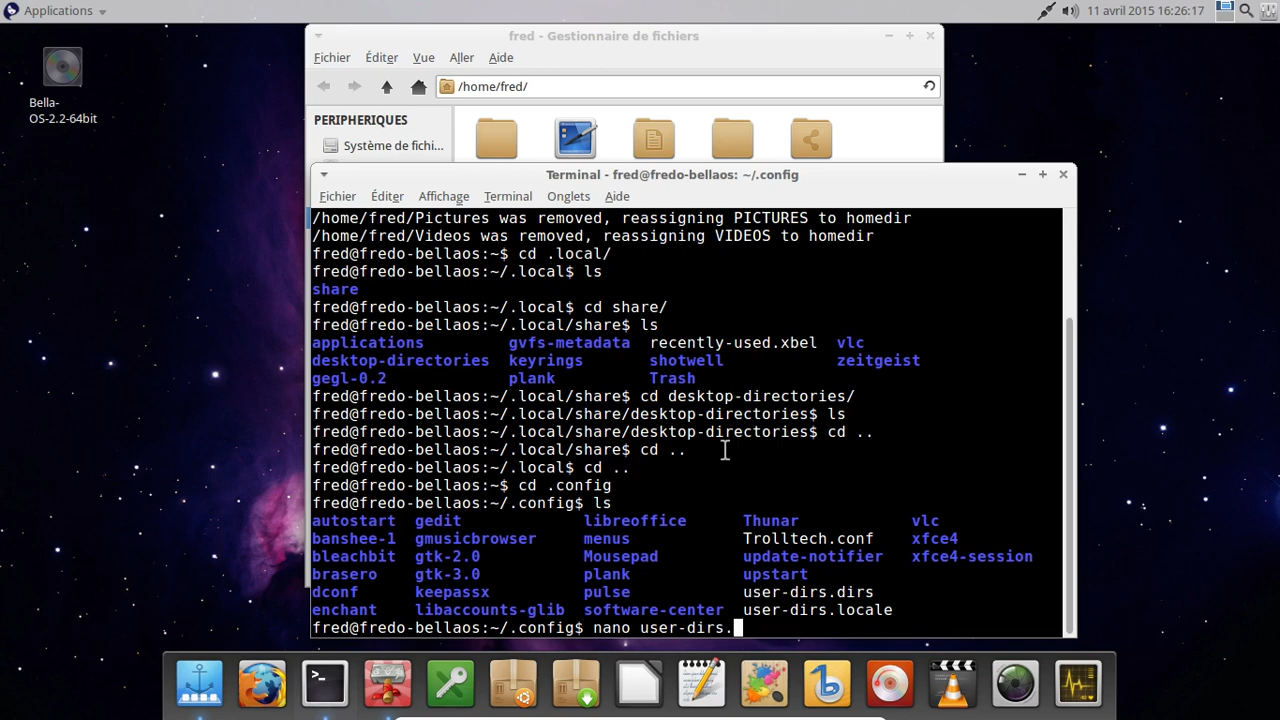 Applications
11 avril 2015 16:26:17
Bella-
OS-2.2-64bit
fred - Gestionnaire de fichiers
Fichier Éditer Vue Aller Aide
/home/fred/
PERIPHERIQUES
Système de fichi...
Terminal - fred@fredo-bellaos: ~/.config
Fichier Éditer Affichage Terminal Onglets Aide
/home/fred/Pictures was removed, reassigning PICTURES to homedir
/home/fred/Videos was removed, reassigning VIDEOS to homedir
fred@fredo-bellaos:~$ cd .local/
fred@fredo-bellaos:~/.local$ ls
share
fred@fredo-bellaos:~/.local$ cd share/
fred@fredo-bellaos:~/.local/share$ ls
applications gvfs-metadata recently-used.xbel vlc
desktop-directories keyrings shotwell zeitgeist
gegl-0.2 plank Trash
fred@fredo-bellaos:~/.local/share$ cd desktop-directories/
fred@fredo-bellaos:~/.local/share/desktop-directories$ ls
fred@fredo-bellaos:~/.local/share/desktop-directories$ cd ..
fred@fredo-bellaos:~/.local/share$ cd ..
fred@fredo-bellaos:~/.local$ cd ..
fred@fredo-bellaos:~$ cd .config
fred@fredo-bellaos:~/.config$ ls
autostart gedit libreoffice Thunar vlc
banshee-1 gmusicbrowser menus Trolltech.conf xfce4
bleachbit gtk-2.0 Mousepad update-notifier xfce4-session
brasero gtk-3.0 plank upstart
dconf keepassx pulse user-dirs.dirs
enchant libaccounts-glib software-center user-dirs.locale
fred@fredo-bellaos:~/.config$ nano user-dirs.